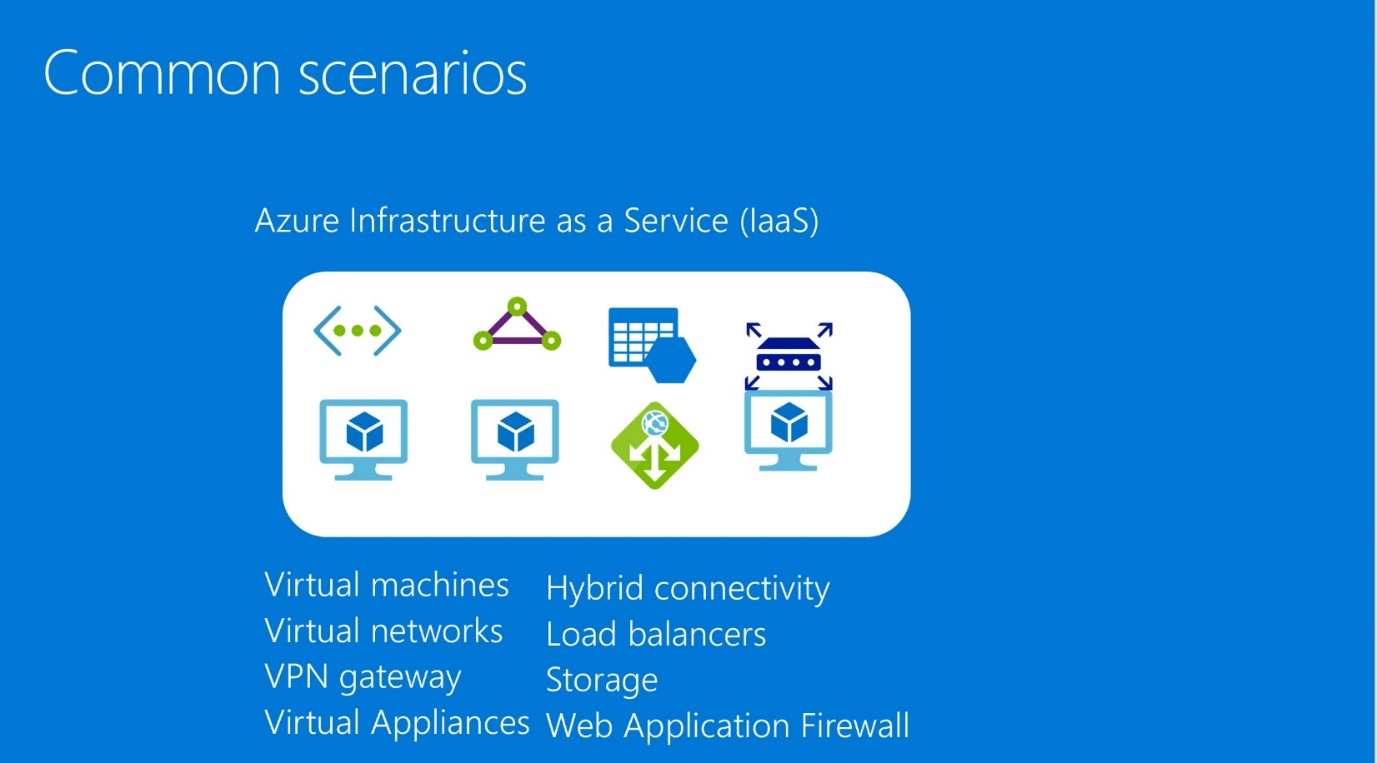 Common scenarios
Azure Infrastructure as a Service (IaaS)
Virtual machines
Virtual networks
VPN gateway
Virtual Appliances
Hybrid connectivity
Load balancers
Storage
Web Application Firewall